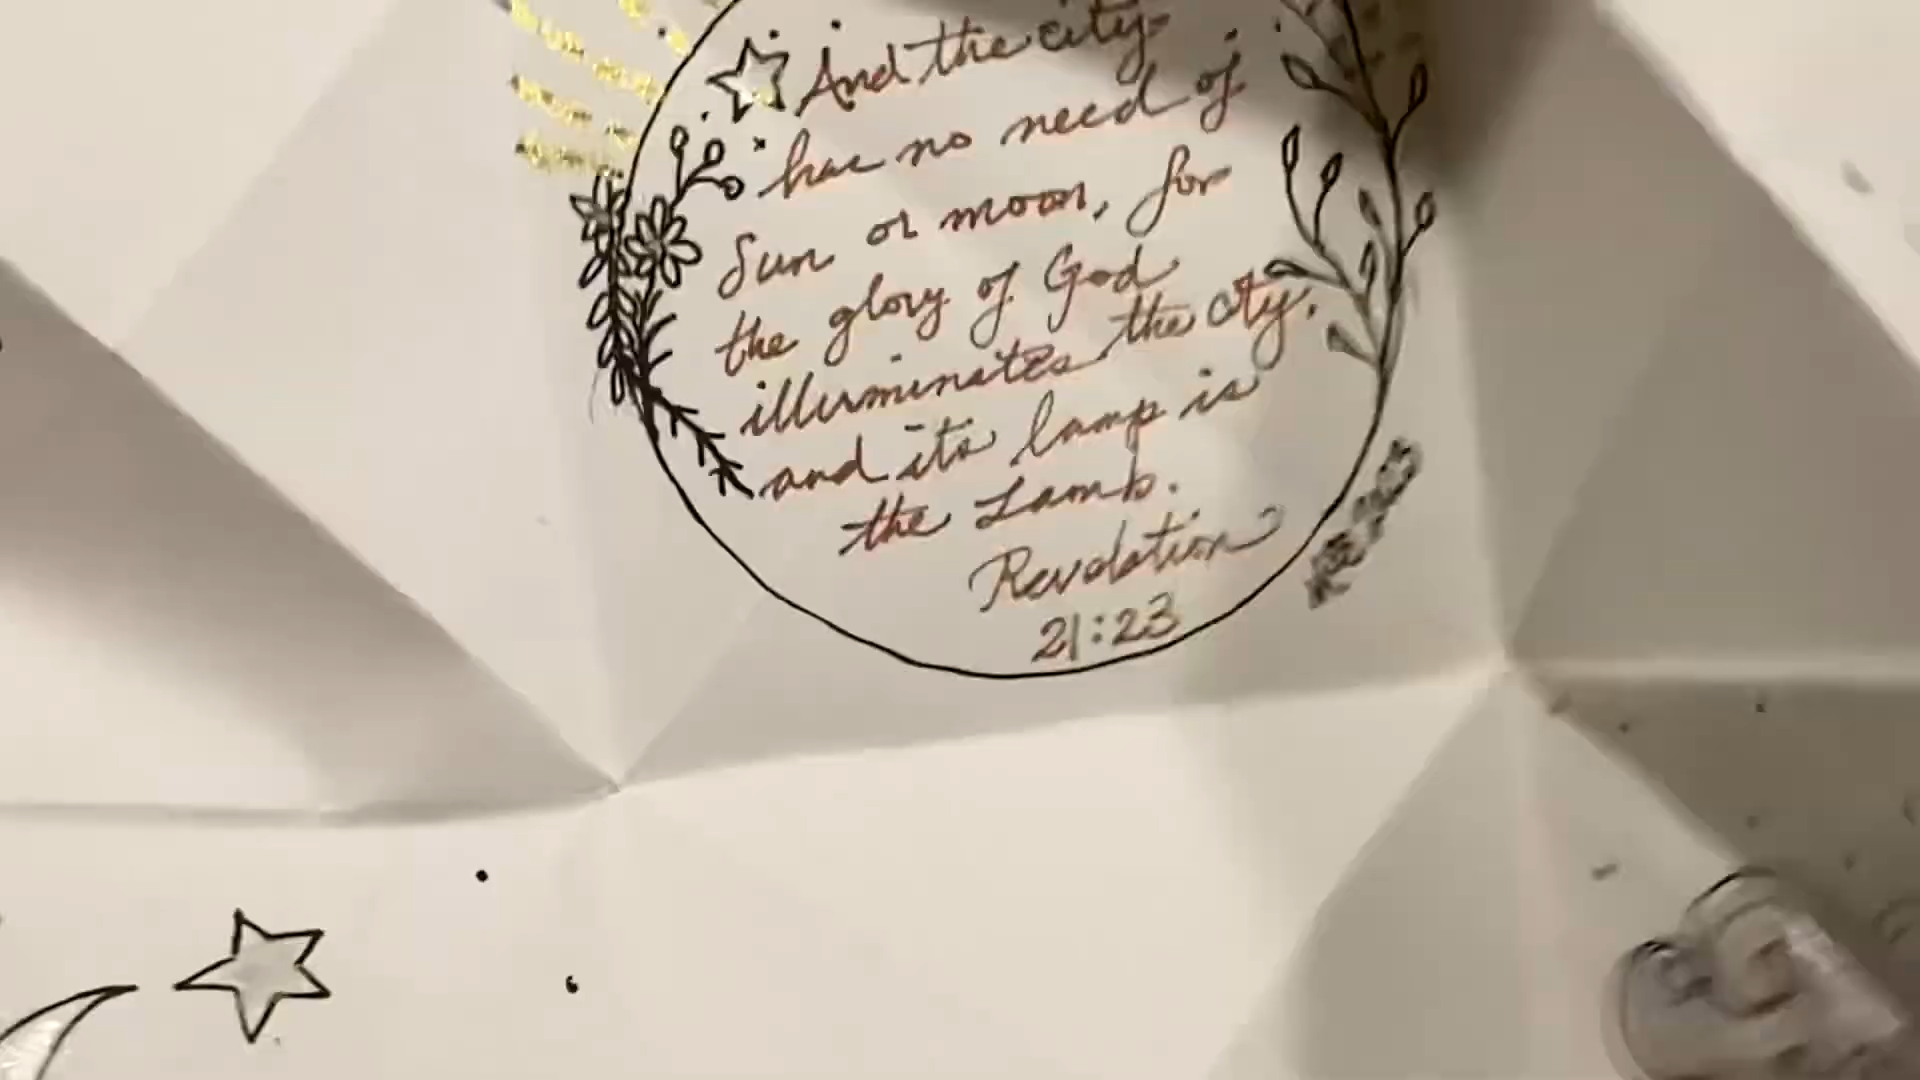 And the city
has no need of
Sun or moon, for
the glory of God
illuminates the city.
and its lamp is
the Lamb.
Revelation
21:23